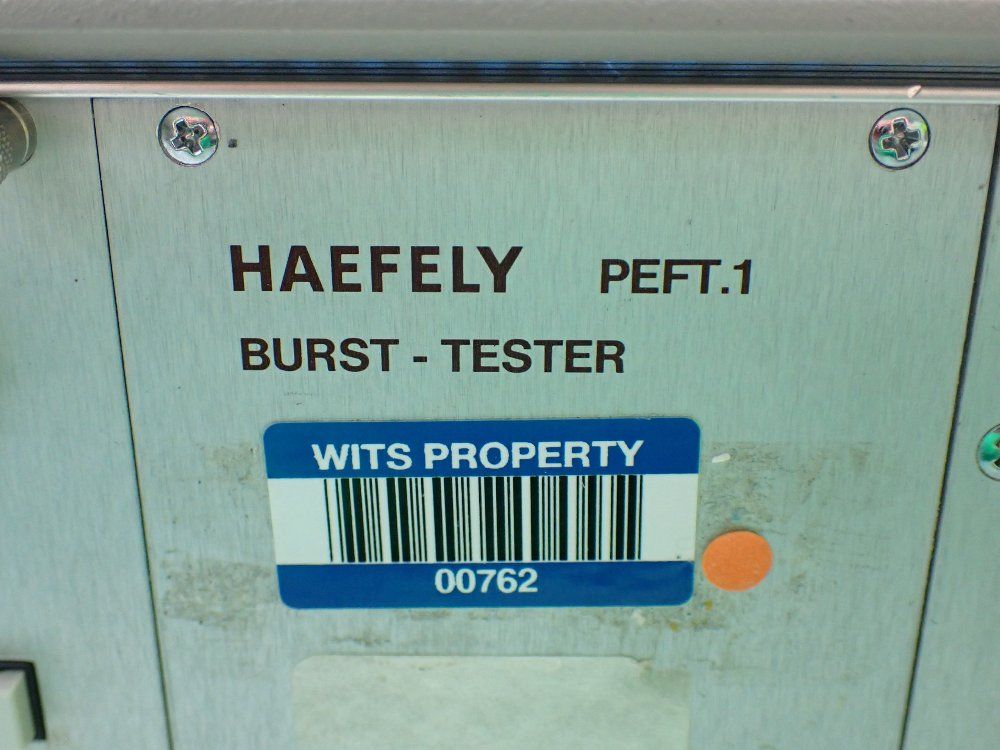 HAEFELY PEFT.1
BURST - TESTER
WITS PROPERTY
00762